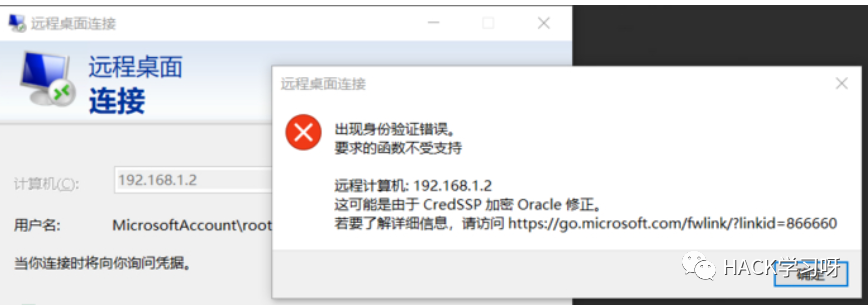 远程桌面连接
远程桌面
连接
计算机(C):
192.168.1.2
用户名:
MicrosoftAccount\root
当你连接时将向你询问凭据。
远程桌面连接
出现身份验证错误。
要求的函数不受支持
远程计算机: 192.168.1.2
这可能是由于 CredSSP 加密 Oracle 修正。
若要了解详细信息，请访问 https://go.microsoft.com/fwlink/?linkid=866660
确定
HACK学习呀